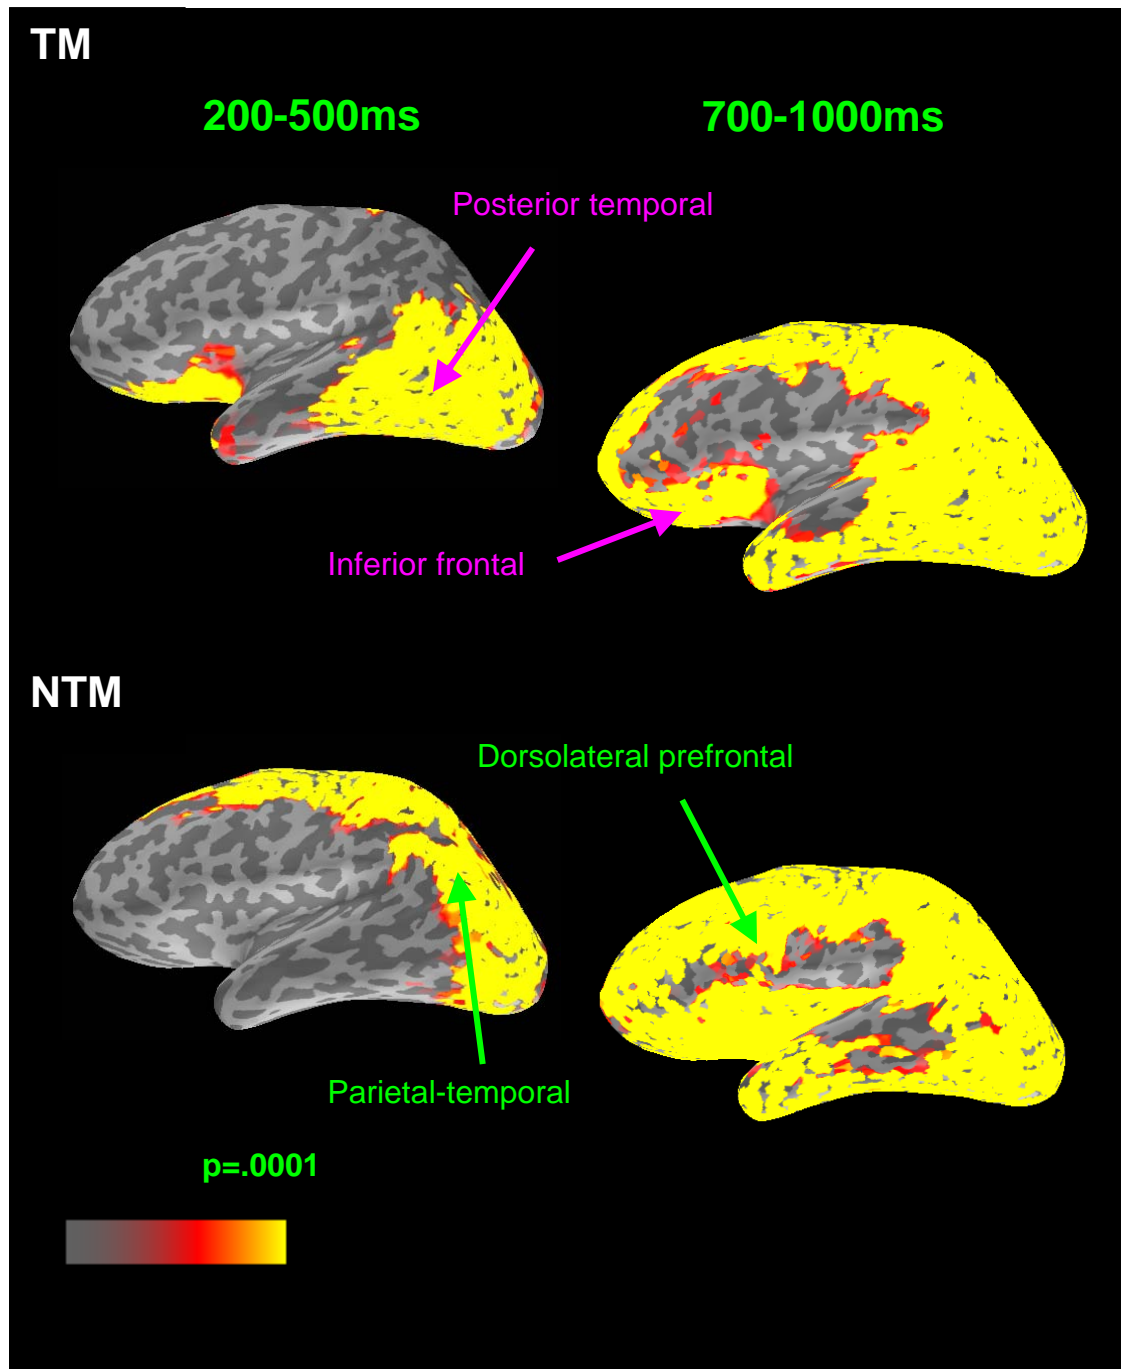 TM
200-500ms
700-1000ms
Posterior temporal
Inferior frontal
NTM
Dorsolateral prefrontal
Parietal-temporal
p=.0001